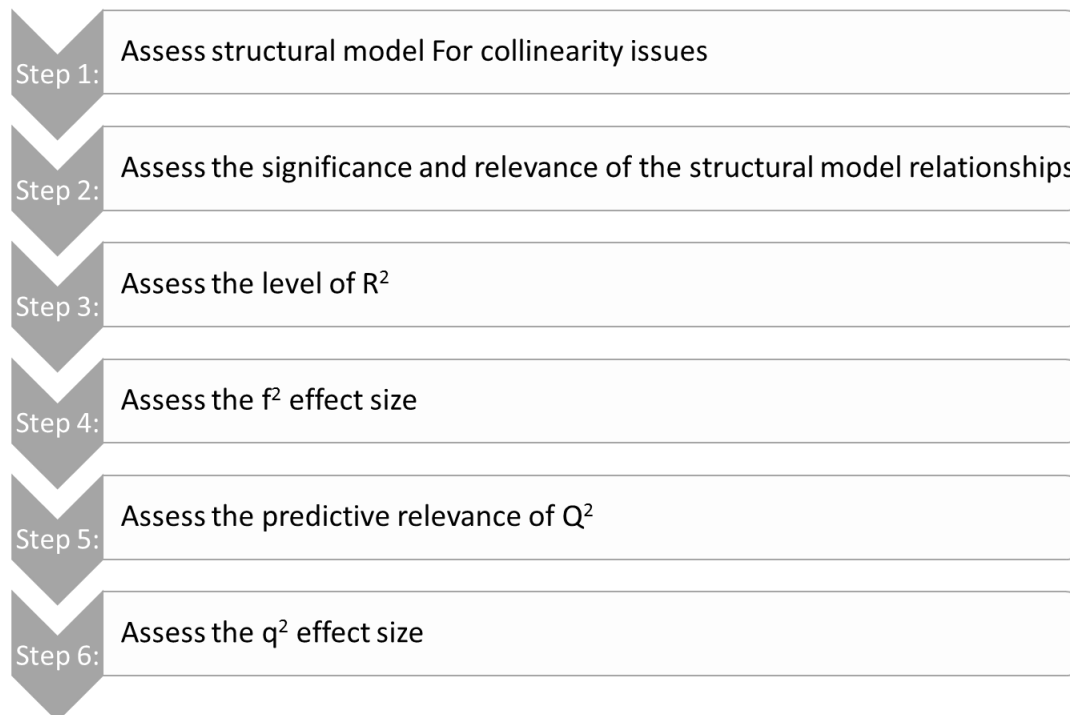 Step 1:
Assess structural model For collinearity issues
Step 2:
Assess the significance and relevance of the structural model relationships
Step 3:
Assess the level of R²
Step 4:
Assess the f² effect size
Step 5:
Assess the predictive relevance of Q²
Step 6:
Assess the q² effect size